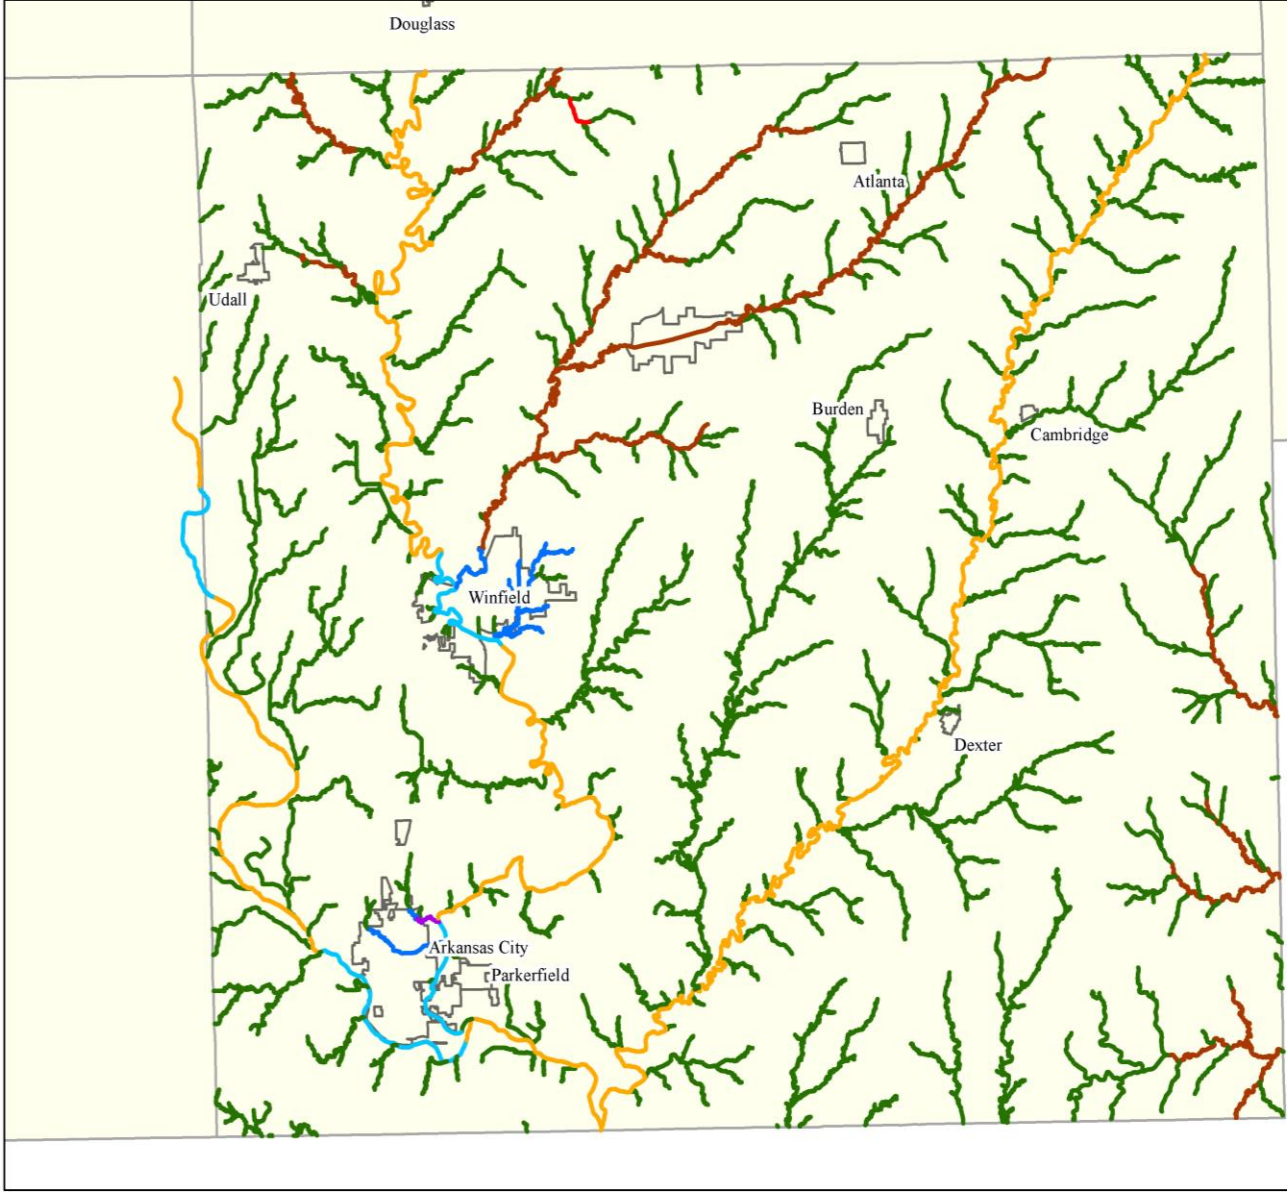 Douglass
Atlanta
Udall
Burden
Cambridge
Winfield
Dexter
Arkansas City
Parkerfield